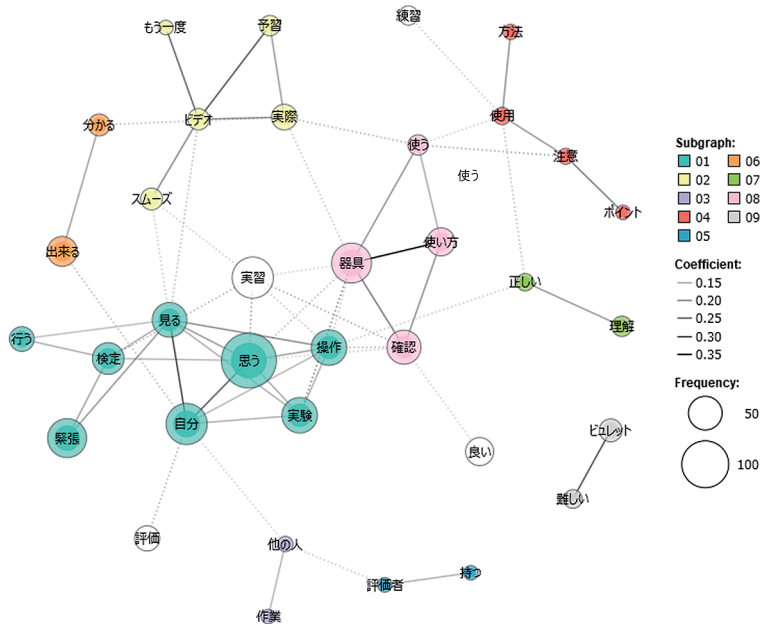 練習
もう一度
予習
方法
分かる
ビデオ
実際
使用
使う
注意
使う
スムーズ
ポイント
使い方
出来る
実習
器具
正しい
見る
理解
行う
検定
思う
操作
確認
自分
実験
緊張
良い
ビュレット
難しい
評価
他の人
評価者
持つ
作業
Subgraph:
01 06
02 07
03 08
04 09
05
Coefficient:
0.15
0.20
0.25
0.30
0.35
Frequency:
50
100